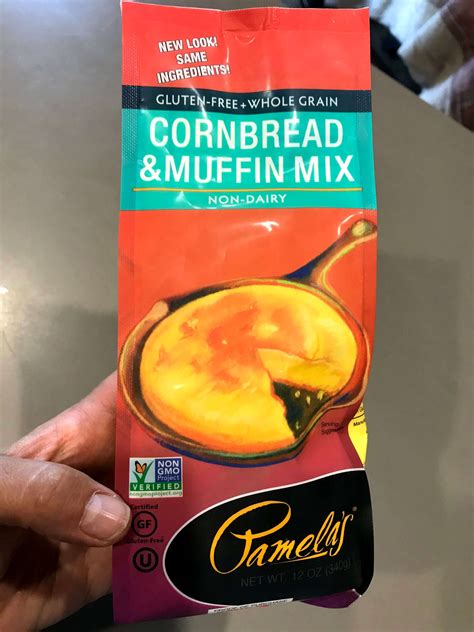 NEW LOOK!
SAME
INGREDIENTS!
GLUTEN-FREE + WHOLE GRAIN
CORNBREAD
& MUFFIN MIX
NON-DAIRY
Serving
NON
GMO
Project
VERIFIED
nongmoproject.org
Certified
GF
Gluten-Free
U
Pamela's
NET WT. 12 OZ (340g)